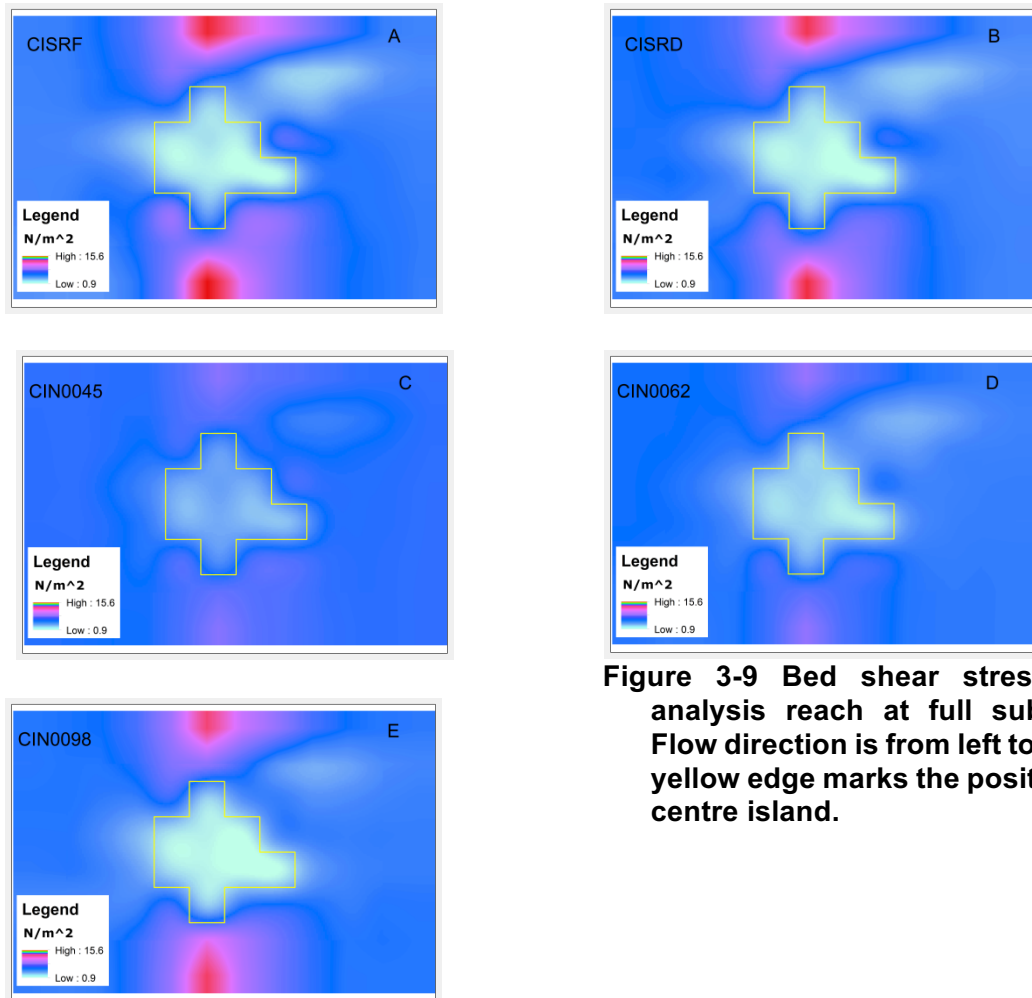 CISRF
A
Legend
N/m^2
High : 15.6
Low : 0.9
CISRD
B
Legend
N/m^2
High : 15.6
Low : 0.9
CIN0045
C
Legend
N/m^2
High : 15.6
Low : 0.9
CIN0062
D
Legend
N/m^2
High : 15.6
Low : 0.9
CIN0098
E
Legend
N/m^2
High : 15.6
Low : 0.9
Figure 3-9 Bed shear stres
analysis reach at full sul
Flow direction is from left to
yellow edge marks the posit
centre island.